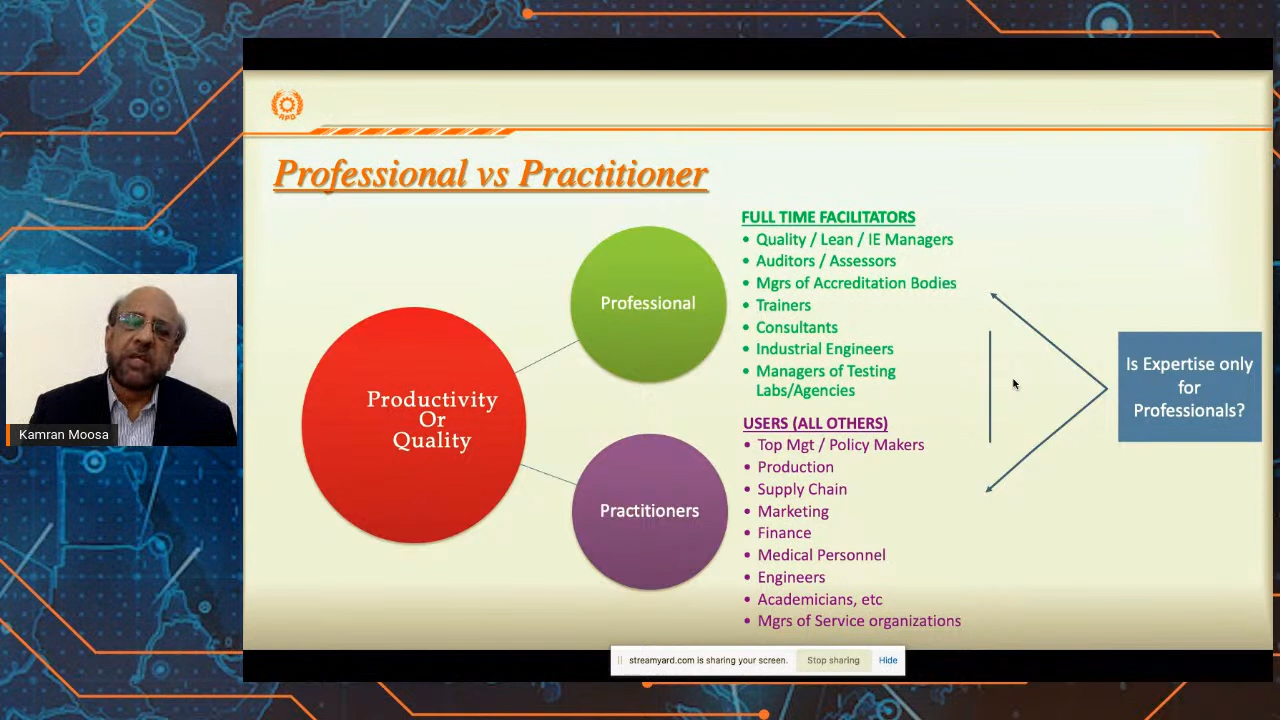 APO
Professional vs Practitioner
Productivity
Or
Quality
Professional
Practitioners
FULL TIME FACILITATORS
• Quality / Lean / IE Managers
• Auditors / Assessors
• Mgrs of Accreditation Bodies
• Trainers
• Consultants
• Industrial Engineers
• Managers of Testing
Labs/Agencies
USERS (ALL OTHERS)
• Top Mgt / Policy Makers
• Production
• Supply Chain
• Marketing
• Finance
• Medical Personnel
• Engineers
• Academicians, etc
• Mgrs of Service organizations
Is Expertise only
for
Professionals?
Kamran Moosa
streamyard.com is sharing your screen.
Stop sharing
Hide